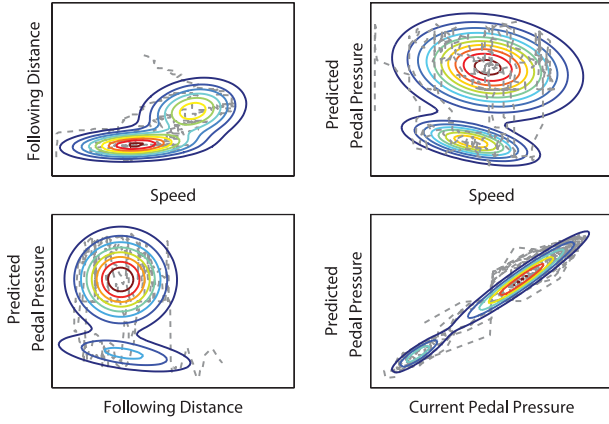 Following Distance
Speed
Predicted
Pedal Pressure
Speed
Predicted
Pedal Pressure
Following Distance
Predicted
Pedal Pressure
Current Pedal Pressure